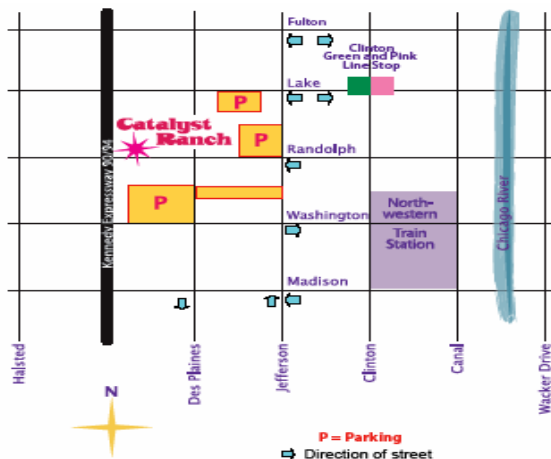 Fulton
Clinton
Green and Pink
Line Stop
Lake
P
Catalyst
Ranch
P
Randolph
Kennedy Expressway 90/94
P
North-
western
Washington
Train
Station
Chicago River
Madison
Halsted
Des Plaines
Jefferson
Clinton
Canal
Wacker Drive
N
P = Parking
Direction of street